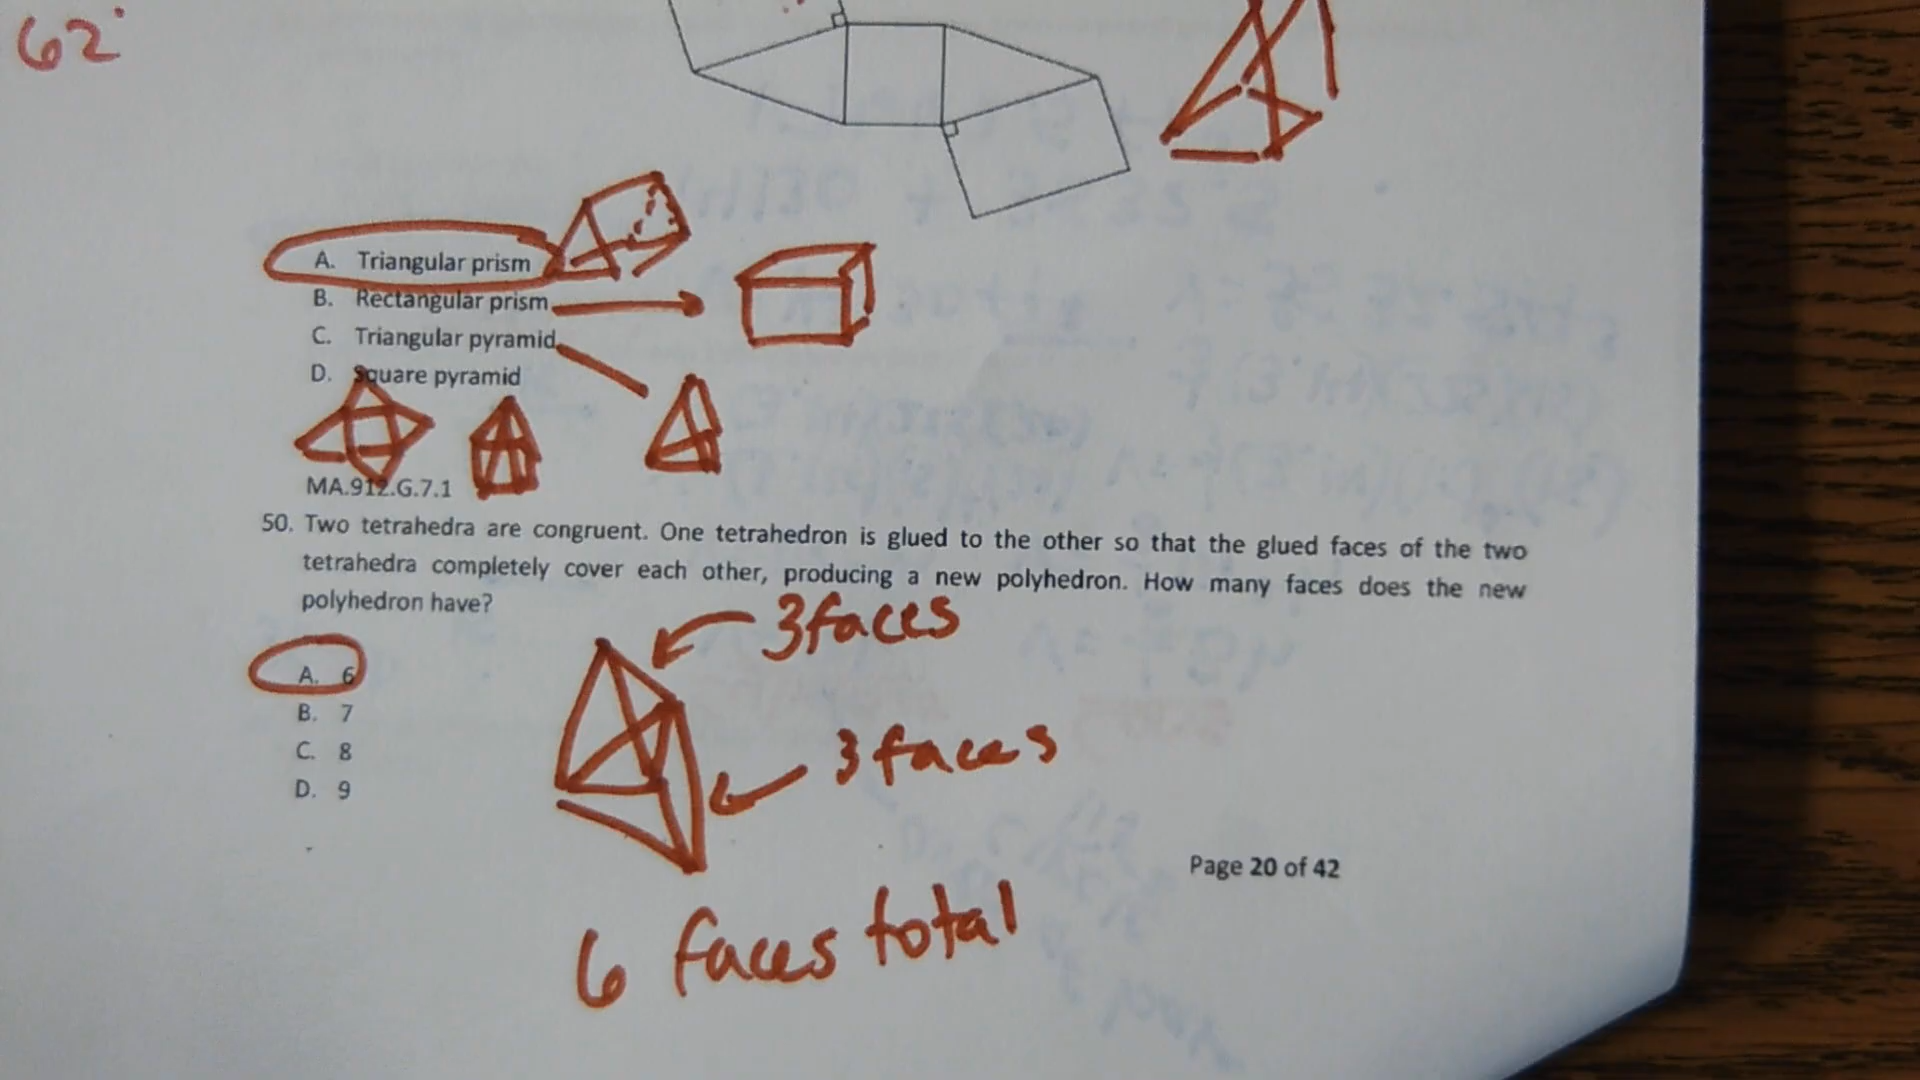 62°
A. Triangular prism
B. Rectangular prism
C. Triangular pyramid
D. Square pyramid
MA.912.G.7.1
50. Two tetrahedra are congruent. One tetrahedron is glued to the other so that the glued faces of the two
tetrahedra completely cover each other, producing a new polyhedron. How many faces does the new
polyhedron have?
3 faces
A. 6
B. 7
3 faces
C. 8
D. 9
Page 20 of 42
6 faces total